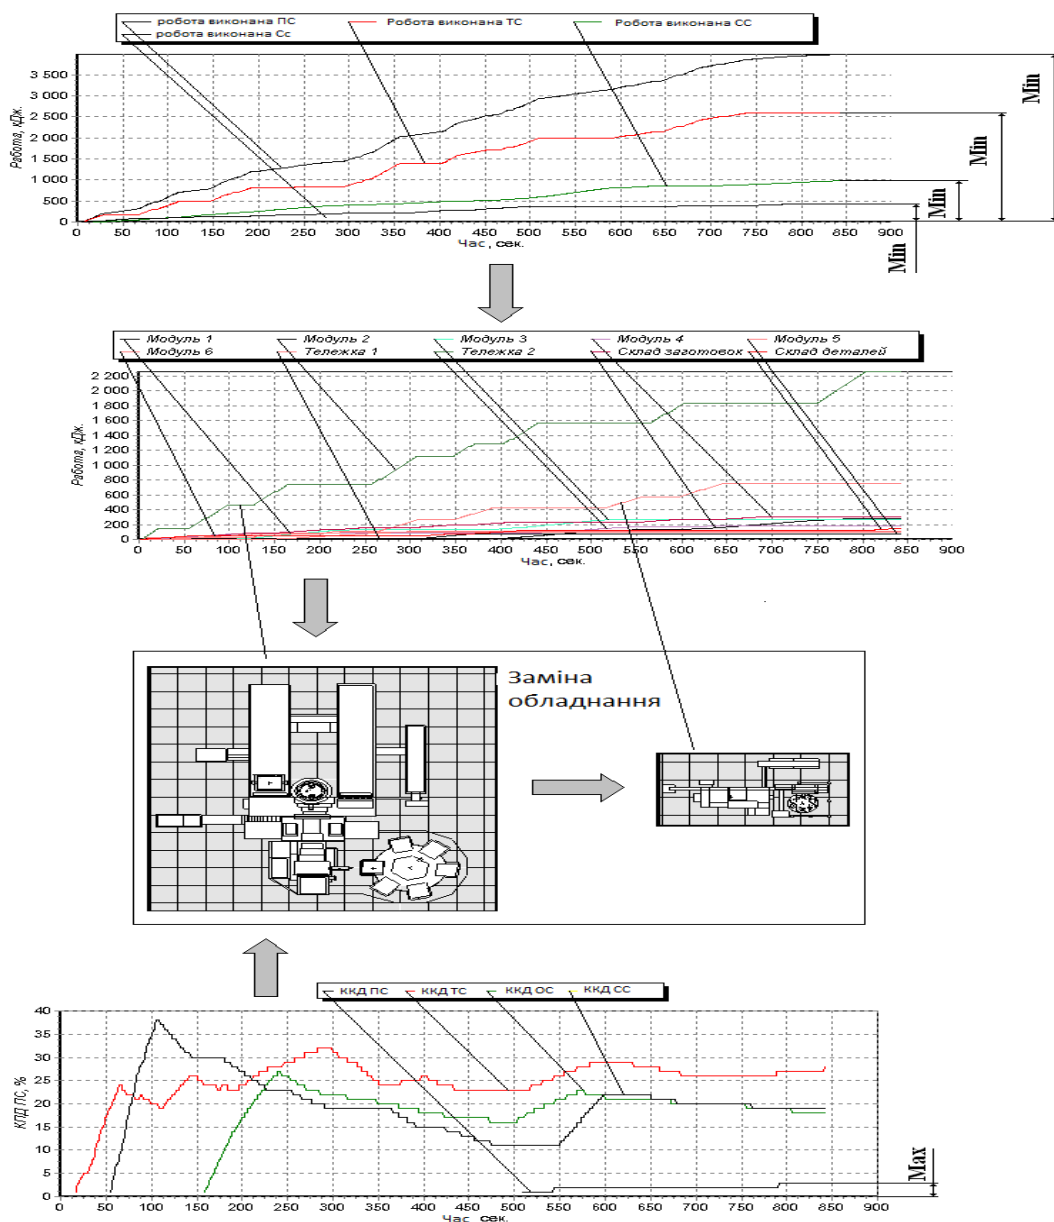 робота виконана ПС Робота виконана ТС Робота виконана СС
робота виконана Сс
Работа, кДж.
3 500
3 000
2 500
2 000
1 500
1 000
500
0
0 50 100 150 200 250 300 350 400 450 500 550 600 650 700 750 800 850 900
Час, сек.
Min
Min
Min
Min
Модуль 1 Модуль 2 Модуль 3 Модуль 4 Модуль 5
Модуль 6 Тележка 1 Тележка 2 Склад заготовок Склад деталей
Работа, кДж.
2 200
2 000
1 800
1 600
1 400
1 200
1 000
800
600
400
200
0
0 50 100 150 200 250 300 350 400 450 500 550 600 650 700 750 800 850 900
Час, сек.
Заміна
обладнання
ККД ПС ККД ТС ККД ОС ККД СС
КПД ПС, %
40
35
30
25
20
15
10
5
0
0 50 100 150 200 250 300 350 400 450 500 550 600 650 700 750 800 850 900
Час сек.
Max